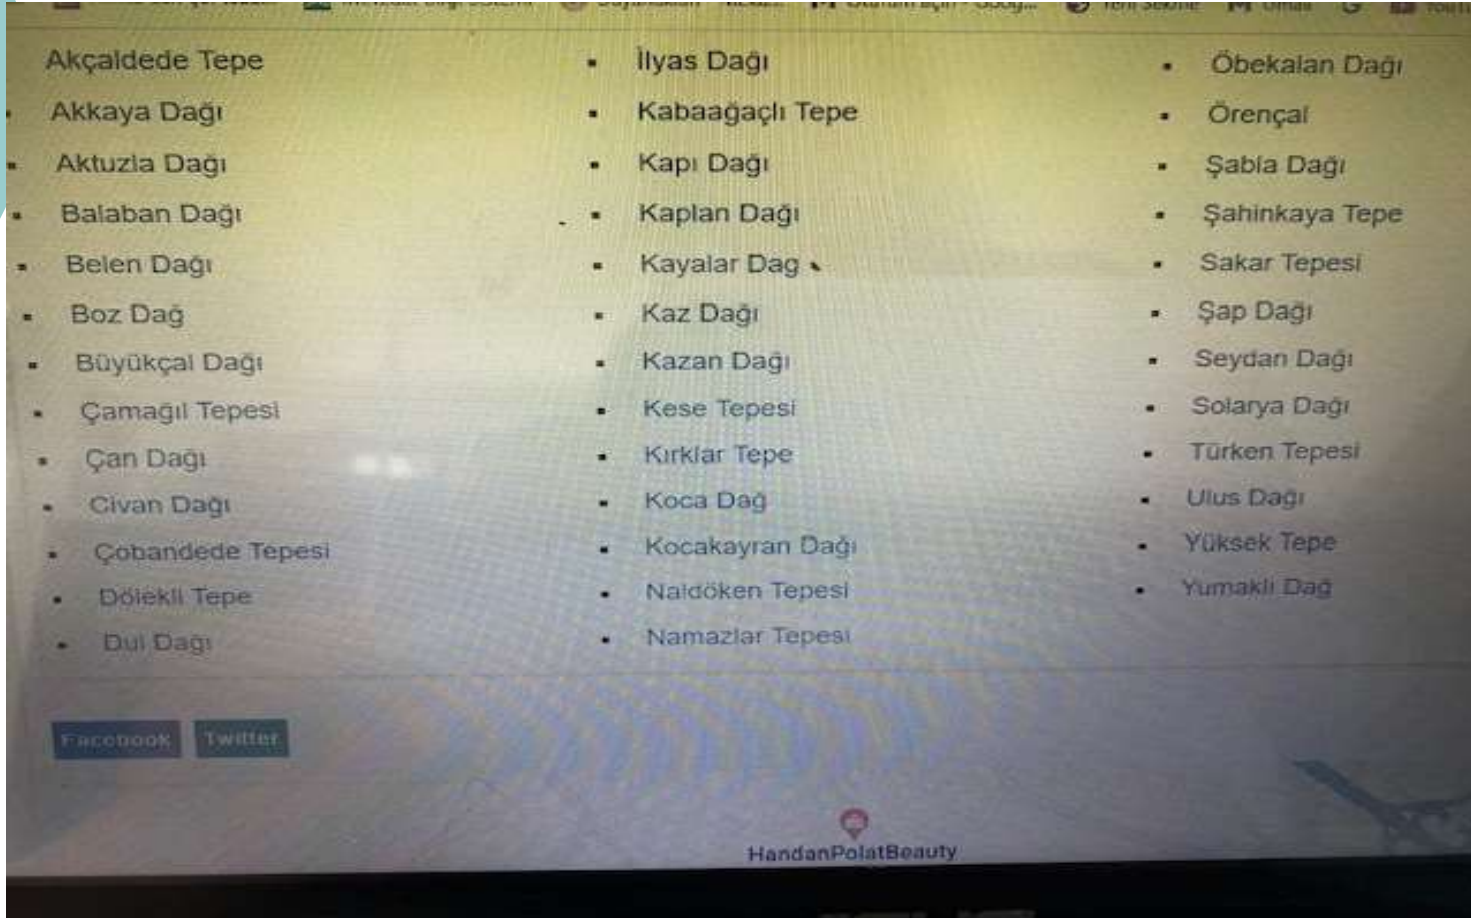 Akçaldede Tepe
Akkaya Dağı
Aktuzla Dağı
Balaban Dağı
Belen Dağı
Boz Dağ
Büyükçal Dağı
Çamağıl Tepesi
Çan Dağı
Civan Dağı
Çobandede Tepesi
Dölekli Tepe
Dul Dağı
İlyas Dağı
Kabaağaçlı Tepe
Kapı Dağı
Kaplan Dağı
Kayalar Dag
Kaz Dağı
Kazan Dağı
Kese Tepesi
Kırklar Tepe
Koca Dağ
Kocakayran Dağı
Naldöken Tepesi
Namazlar Tepesi
Öbekalan Dağı
Örençal
Şabla Dağı
Şahinkaya Tepe
Sakar Tepesi
Şap Dağı
Seydan Dağı
Solarya Dağı
Türken Tepesi
Ulus Dağı
Yüksek Tepe
Yumaklı Dağ
Facebook
Twitter
HandanPolatBeauty